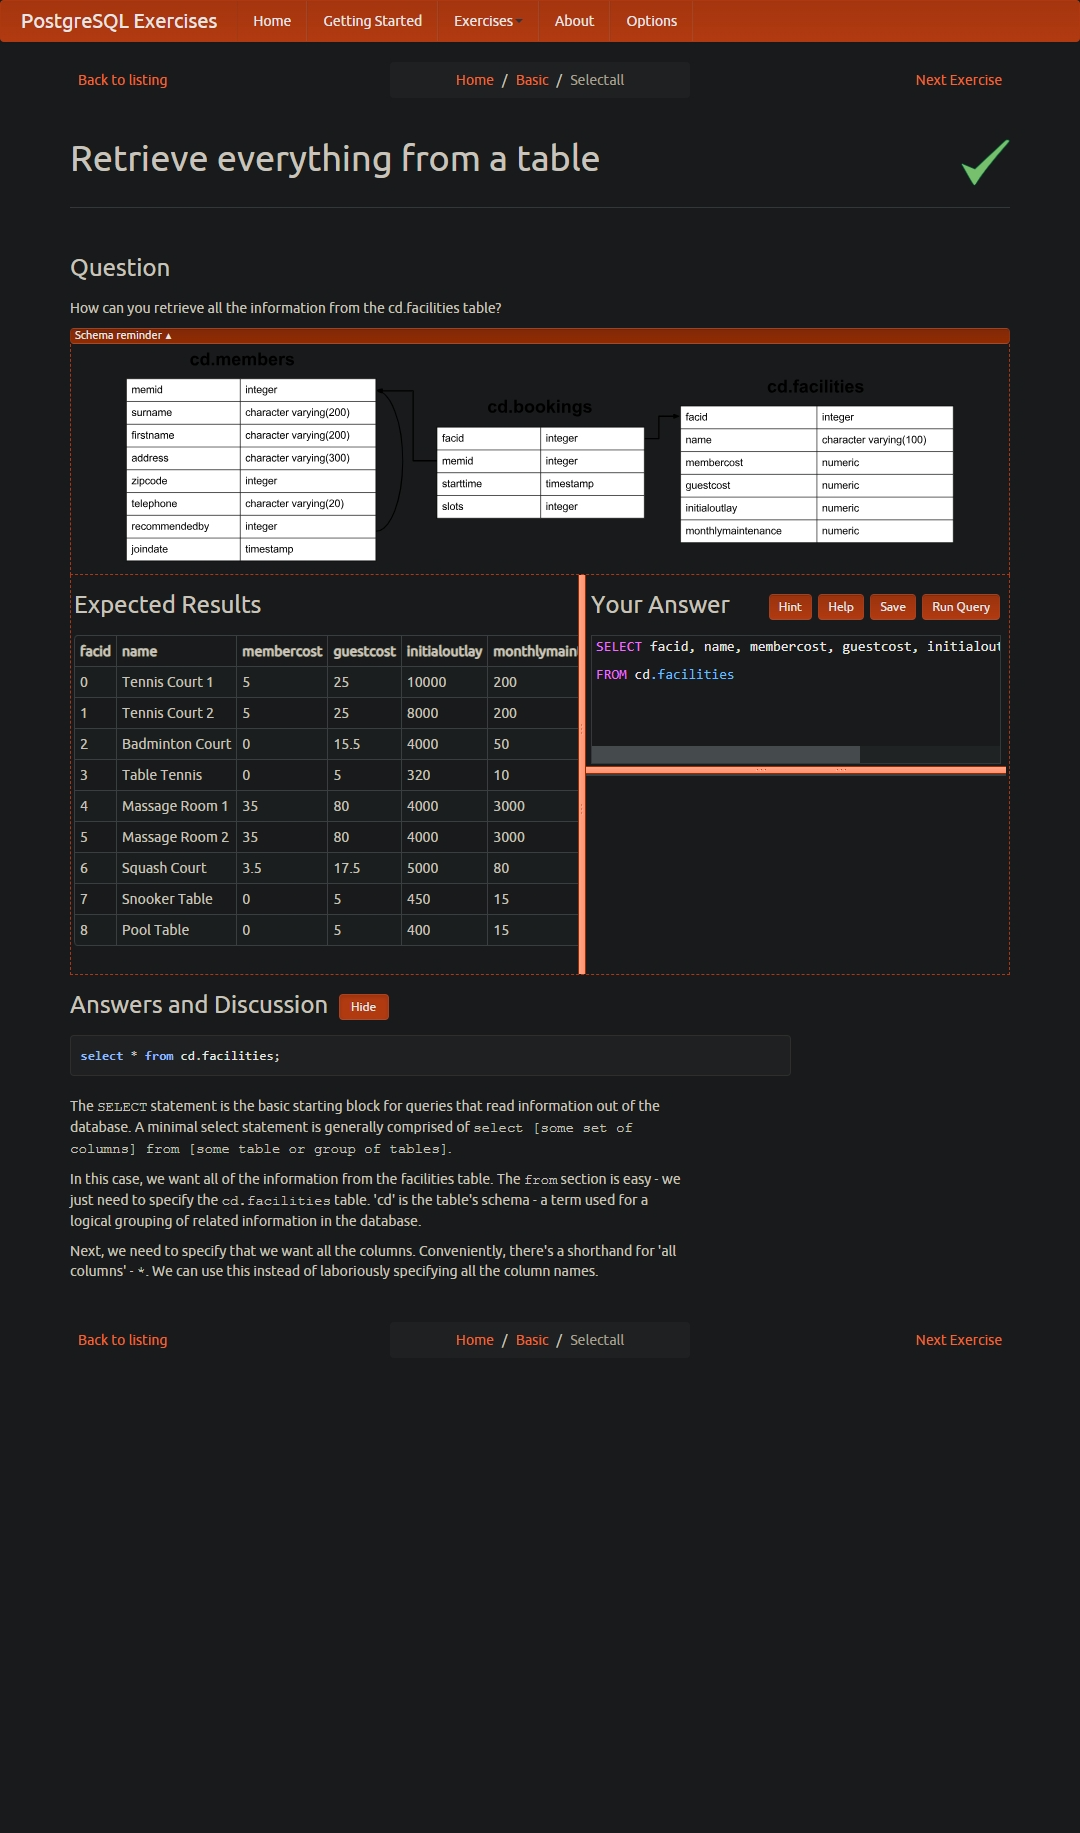 PostgreSQL Exercises Home Getting Started Exercises About Options
Back to listing Home / Basic / Selectall Next Exercise
Retrieve everything from a table
Question
How can you retrieve all the information from the cd.facilities table?
Schema reminder ▴
cd.members
memid integer
surname character varying(200)
firstname character varying(200)
address character varying(300)
zipcode integer
telephone character varying(20)
recommendedby integer
joindate timestamp
cd.bookings
facid integer
memid integer
starttime timestamp
slots integer
cd.facilities
facid integer
name character varying(100)
membercost numeric
guestcost numeric
initialoutlay numeric
monthlymaintenance numeric
Expected Results
facid name membercost guestcost initialoutlay monthlymain
0 Tennis Court 1 5 25 10000 200
1 Tennis Court 2 5 25 8000 200
2 Badminton Court 0 15.5 4000 50
3 Table Tennis 0 5 320 10
4 Massage Room 1 35 80 4000 3000
5 Massage Room 2 35 80 4000 3000
6 Squash Court 3.5 17.5 5000 80
7 Snooker Table 0 5 450 15
8 Pool Table 0 5 400 15
Your Answer Hint Help Save Run Query
SELECT facid, name, membercost, guestcost, initialout
FROM cd.facilities
Answers and Discussion Hide
select * from cd.facilities;
The SELECT statement is the basic starting block for queries that read information out of the
database. A minimal select statement is generally comprised of select [some set of
columns] from [some table or group of tables].
In this case, we want all of the information from the facilities table. The from section is easy - we
just need to specify the cd.facilities table. 'cd' is the table's schema - a term used for a
logical grouping of related information in the database.
Next, we need to specify that we want all the columns. Conveniently, there's a shorthand for 'all
columns' - *. We can use this instead of laboriously specifying all the column names.
Back to listing Home / Basic / Selectall Next Exercise